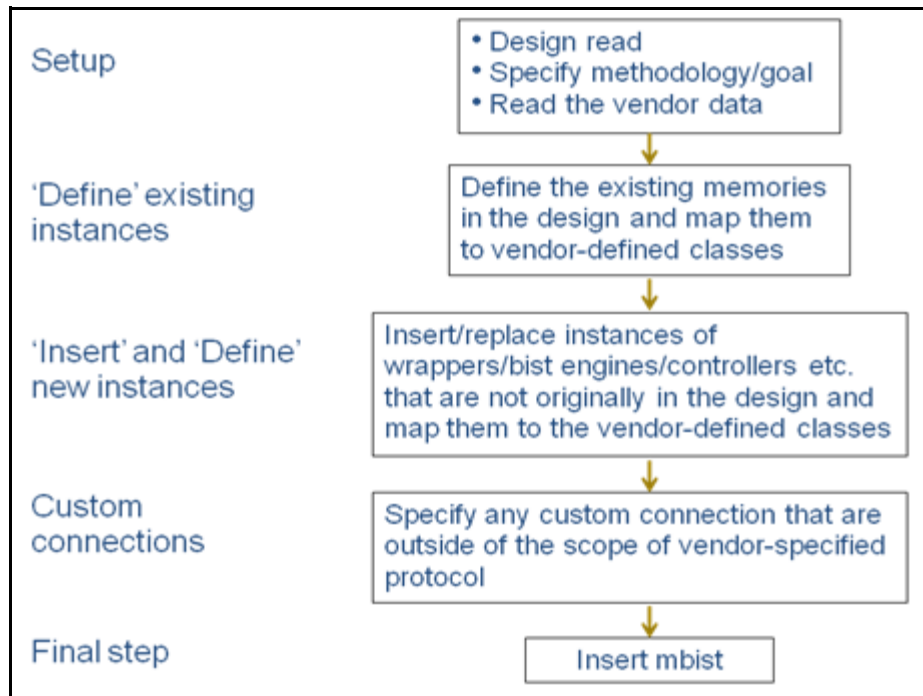 Setup
• Design read
• Specify methodology/goal
• Read the vendor data
‘Define’ existing
instances
Define the existing memories
in the design and map them
to vendor-defined classes
‘Insert’ and ‘Define’
new instances
Insert/replace instances of
wrappers/bist engines/controllers etc.
that are not originally in the design and
map them to the vendor-defined classes
Custom
connections
Specify any custom connection that are
outside of the scope of vendor-specified
protocol
Final step
Insert mbist